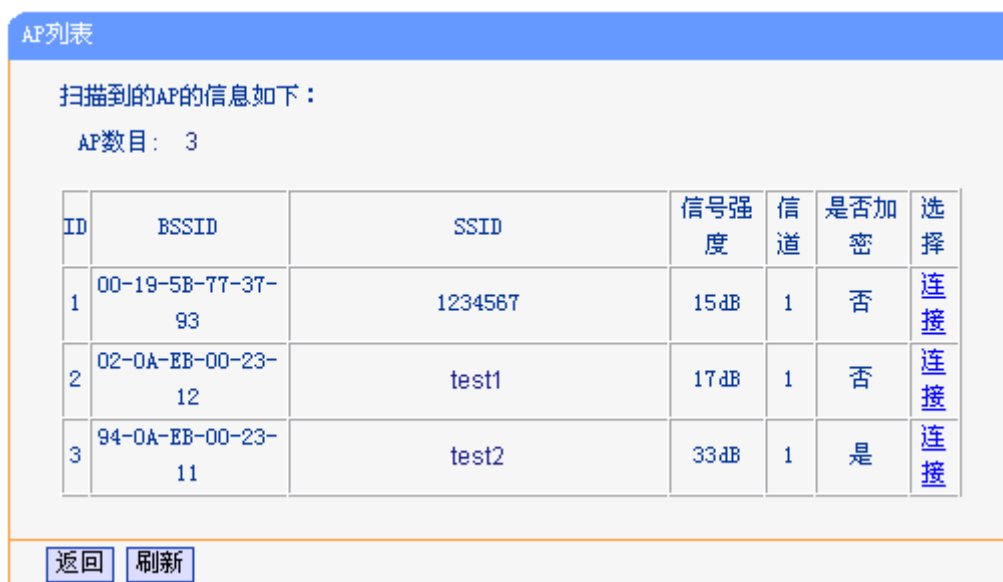 AP列表
扫描到的AP的信息如下：
AP数目: 3
ID BSSID SSID 信号强度 信道 是否加密 选择
1 00-19-5B-77-37-93 1234567 15dB 1 否 连接
2 02-0A-EB-00-23-12 test1 17dB 1 否 连接
3 94-0A-EB-00-23-11 test2 33dB 1 是 连接
返回 刷新